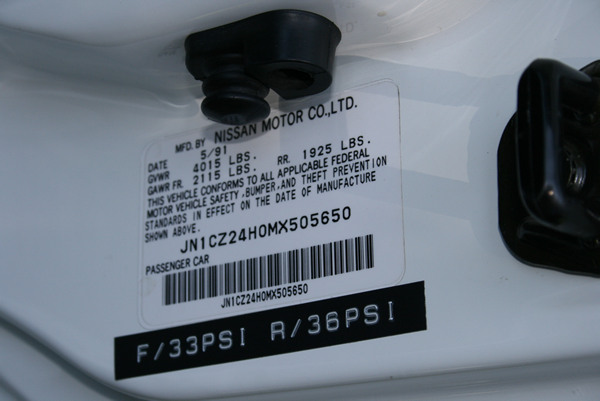 MFD. BY NISSAN MOTOR CO.,LTD.
DATE 5/91
GVWR 4015 LBS.
GAWR FR. 2115 LBS. RR. 1925 LBS.
THIS VEHICLE CONFORMS TO ALL APPLICABLE FEDERAL
MOTOR VEHICLE SAFETY, BUMPER, AND THEFT PREVENTION
STANDARDS IN EFFECT ON THE DATE OF MANUFACTURE
SHOWN ABOVE.
JN1CZ24H0MX505650
PASSENGER CAR
JN1CZ24H0MX505650
F/33PSI R/36PSI